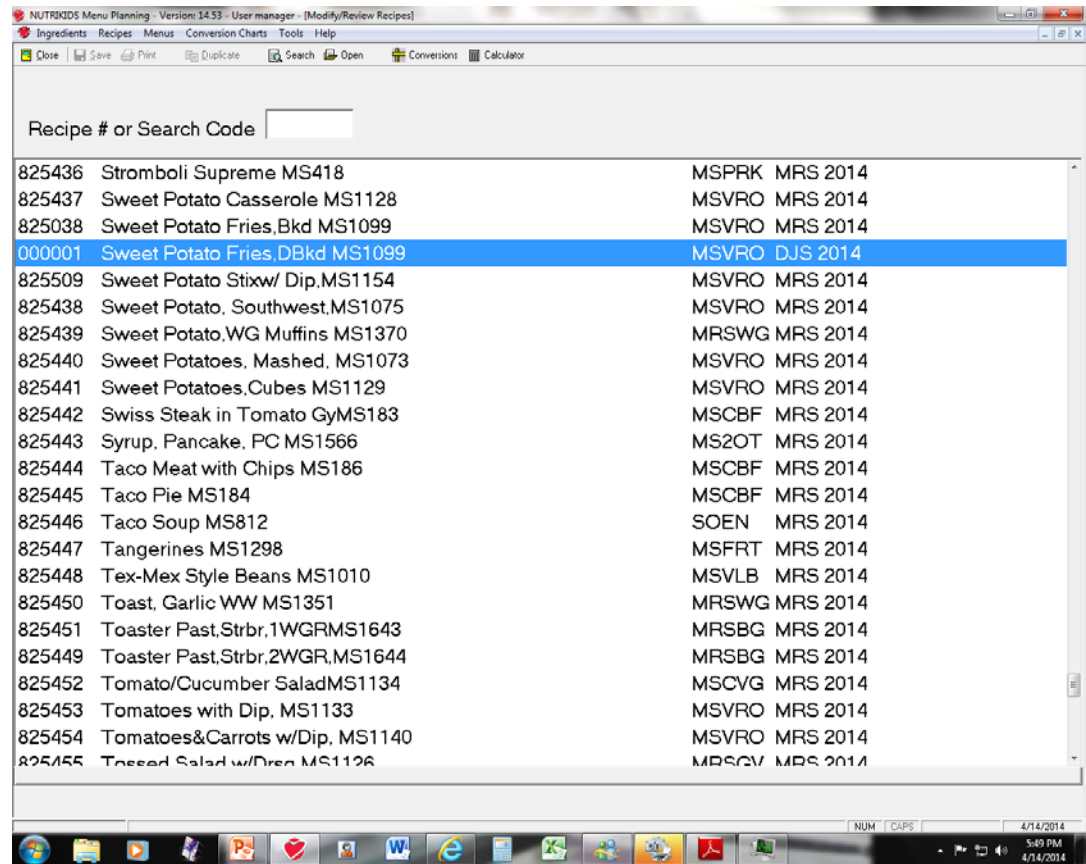 NUTRIKIDS Menu Planning - Version: 14.53 - User manager - [Modify/Review Recipes]
Ingredients Recipes Menus Conversion Charts Tools Help
Close Save Print Duplicate Search Open Conversions Calculator
Recipe # or Search Code
825436 Stromboli Supreme MS418 MSPRK MRS 2014
825437 Sweet Potato Casserole MS1128 MSVRO MRS 2014
825038 Sweet Potato Fries,Bkd MS1099 MSVRO MRS 2014
000001 Sweet Potato Fries,DBkd MS1099 MSVRO DJS 2014
825509 Sweet Potato Stixw/ Dip,MS1154 MSVRO MRS 2014
825438 Sweet Potato, Southwest,MS1075 MSVRO MRS 2014
825439 Sweet Potato,WG Muffins MS1370 MRSWG MRS 2014
825440 Sweet Potatoes, Mashed, MS1073 MSVRO MRS 2014
825441 Sweet Potatoes,Cubes MS1129 MSVRO MRS 2014
825442 Swiss Steak in Tomato GyMS183 MSCBF MRS 2014
825443 Syrup, Pancake, PC MS1566 MS2OT MRS 2014
825444 Taco Meat with Chips MS186 MSCBF MRS 2014
825445 Taco Pie MS184 MSCBF MRS 2014
825446 Taco Soup MS812 SOEN MRS 2014
825447 Tangerines MS1298 MSFRT MRS 2014
825448 Tex-Mex Style Beans MS1010 MSVLB MRS 2014
825450 Toast, Garlic WW MS1351 MRSWG MRS 2014
825451 Toaster Past,Strbr,1WGRMS1643 MRSBG MRS 2014
825449 Toaster Past,Strbr,2WGR,MS1644 MRSBG MRS 2014
825452 Tomato/Cucumber SaladMS1134 MSCVG MRS 2014
825453 Tomatoes with Dip, MS1133 MSVRO MRS 2014
825454 Tomatoes&Carrots w/Dip, MS1140 MSVRO MRS 2014
825455 Tossed Salad w/Drsg MS1126 MRSGV MRS 2014
NUM CAPS 4/14/2014
5:49 PM
4/14/2014